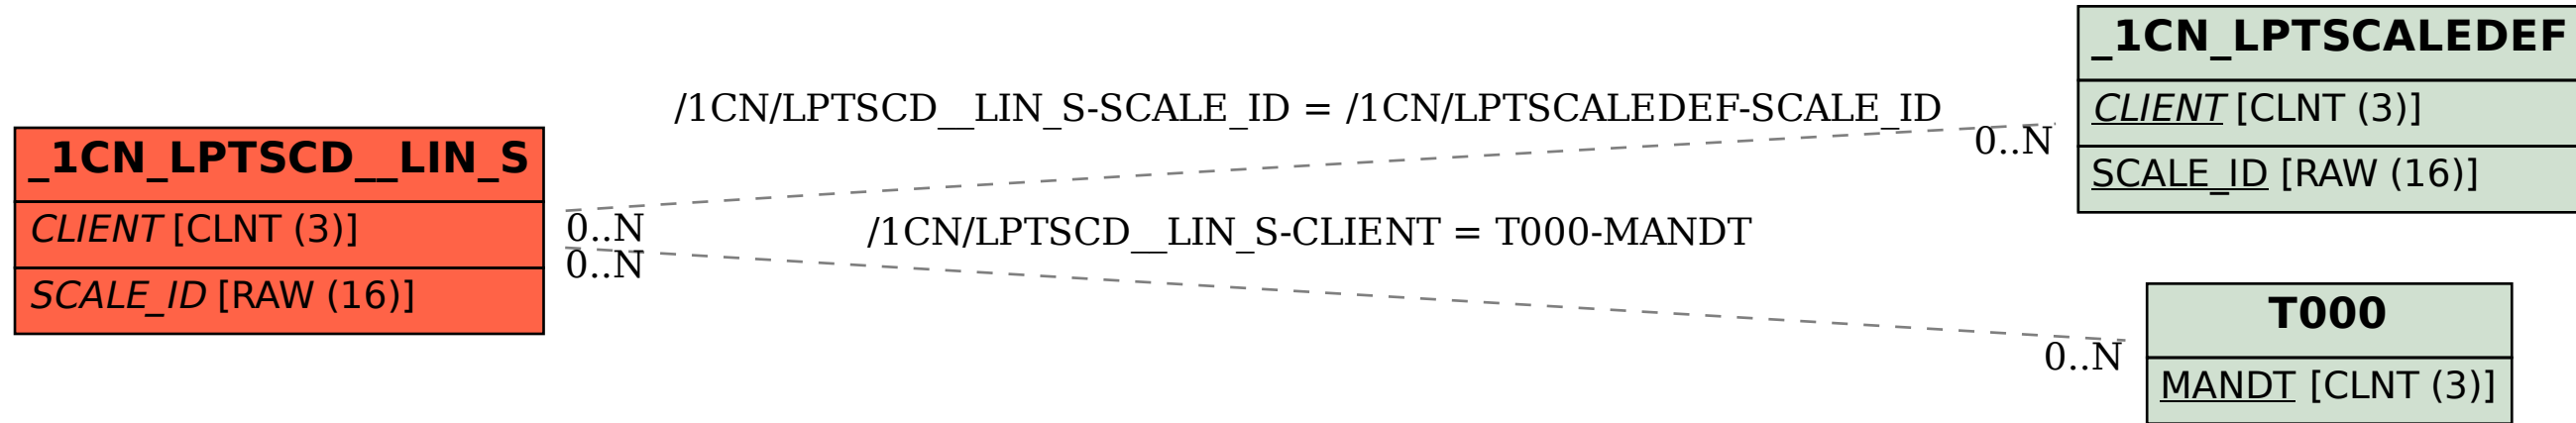 _1CN_LPTSCD__LIN_S
CLIENT [CLNT (3)]
SCALE_ID [RAW (16)]
/1CN/LPTSCD__LIN_S-SCALE_ID = /1CN/LPTSCALEDEF-SCALE_ID
0..N
0..N
/1CN/LPTSCD__LIN_S-CLIENT = T000-MANDT
0..N
0..N
_1CN_LPTSCALEDEF
CLIENT [CLNT (3)]
SCALE_ID [RAW (16)]
T000
MANDT [CLNT (3)]